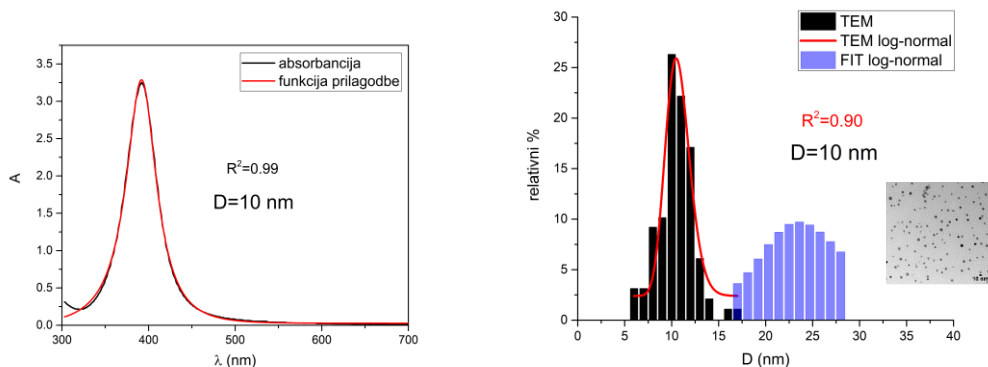 absorbancija
funkcija prilagodbe
3.5
3.0
2.5
2.0
1.5
1.0
0.5
0.0
A
R²=0.99
D=10 nm
300
400
500
600
700
λ (nm)
TEM
TEM log-normal
FIT log-normal
30
25
20
15
10
5
0
relativni %
R²=0.90
D=10 nm
0
5
10
15
20
25
30
35
40
D (nm)